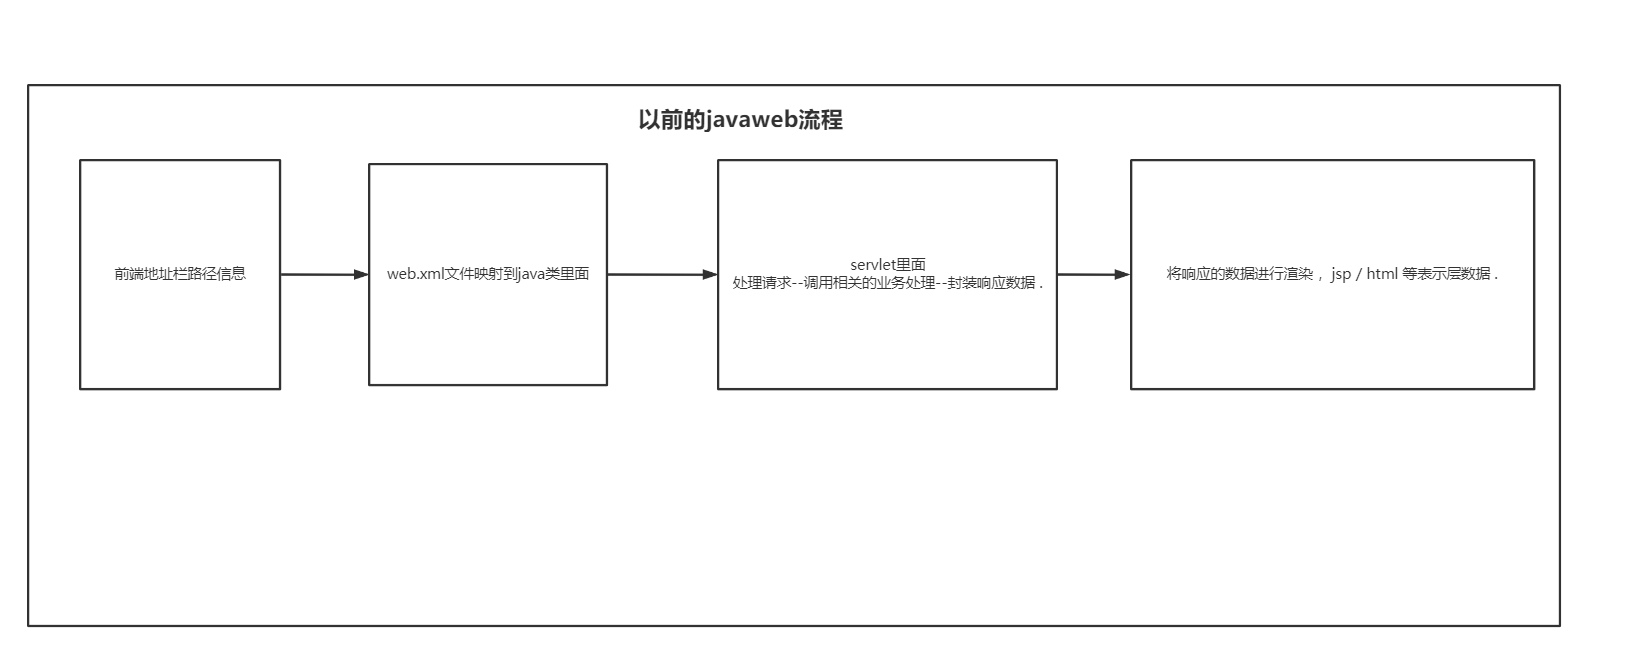 以前的javaweb流程
前端地址栏路径信息
web.xml文件映射到java类里面
servlet里面
处理请求--调用相关的业务处理--封装响应数据 .
将响应的数据进行渲染 ， jsp / html 等表示层数据 .